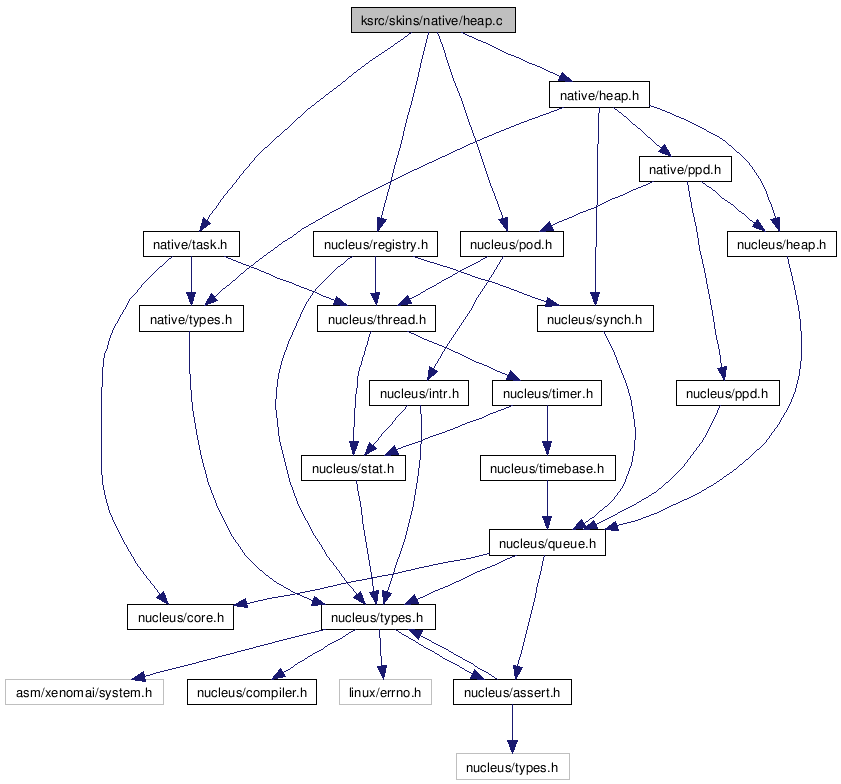 ksrc/skins/native/heap.c
native/heap.h
native/ppd.h
native/task.h
nucleus/registry.h
nucleus/pod.h
nucleus/heap.h
native/types.h
nucleus/thread.h
nucleus/synch.h
nucleus/intr.h
nucleus/timer.h
nucleus/ppd.h
nucleus/stat.h
nucleus/timebase.h
nucleus/queue.h
nucleus/core.h
nucleus/types.h
asm/xenomai/system.h
nucleus/compiler.h
linux/errno.h
nucleus/assert.h
nucleus/types.h